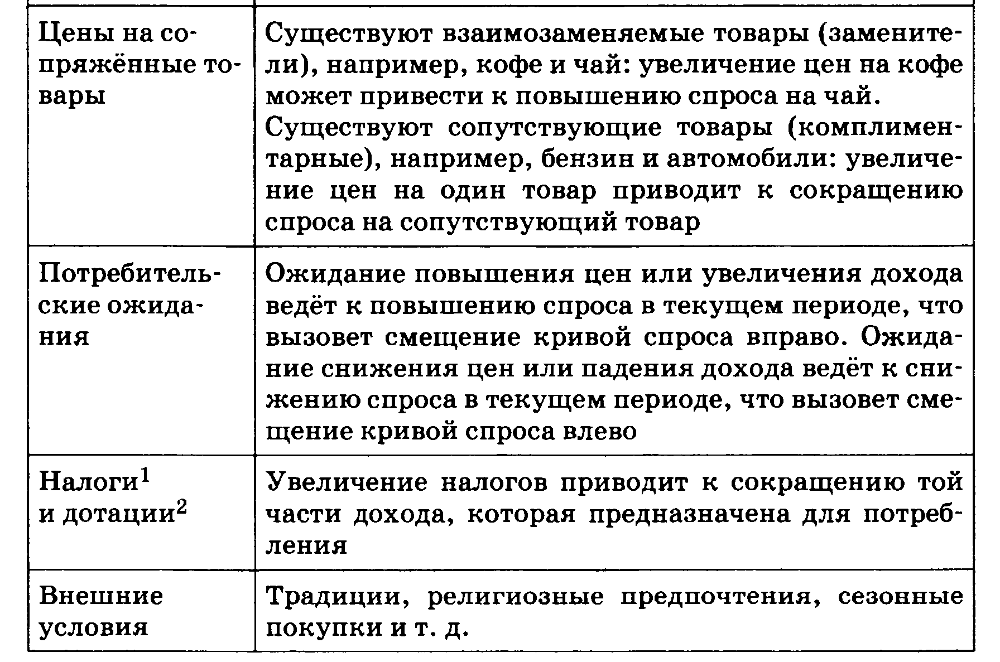 Цены на со-
пряжённые то-
вары
Существуют взаимозаменяемые товары (замените-
ли), например, кофе и чай: увеличение цен на кофе
может привести к повышению спроса на чай.
Существуют сопутствующие товары (комплимен-
тарные), например, бензин и автомобили: увеличе-
ние цен на один товар приводит к сокращению
спроса на сопутствующий товар
Потребитель-
ские ожида-
ния
Ожидание повышения цен или увеличения дохода
ведёт к повышению спроса в текущем периоде, что
вызовет смещение кривой спроса вправо. Ожида-
ние снижения цен или падения дохода ведёт к сни-
жению спроса в текущем периоде, что вызовет сме-
щение кривой спроса влево
Налоги¹
и дотации²
Увеличение налогов приводит к сокращению той
части дохода, которая предназначена для потреб-
ления
Внешние
условия
Традиции, религиозные предпочтения, сезонные
покупки и т. д.